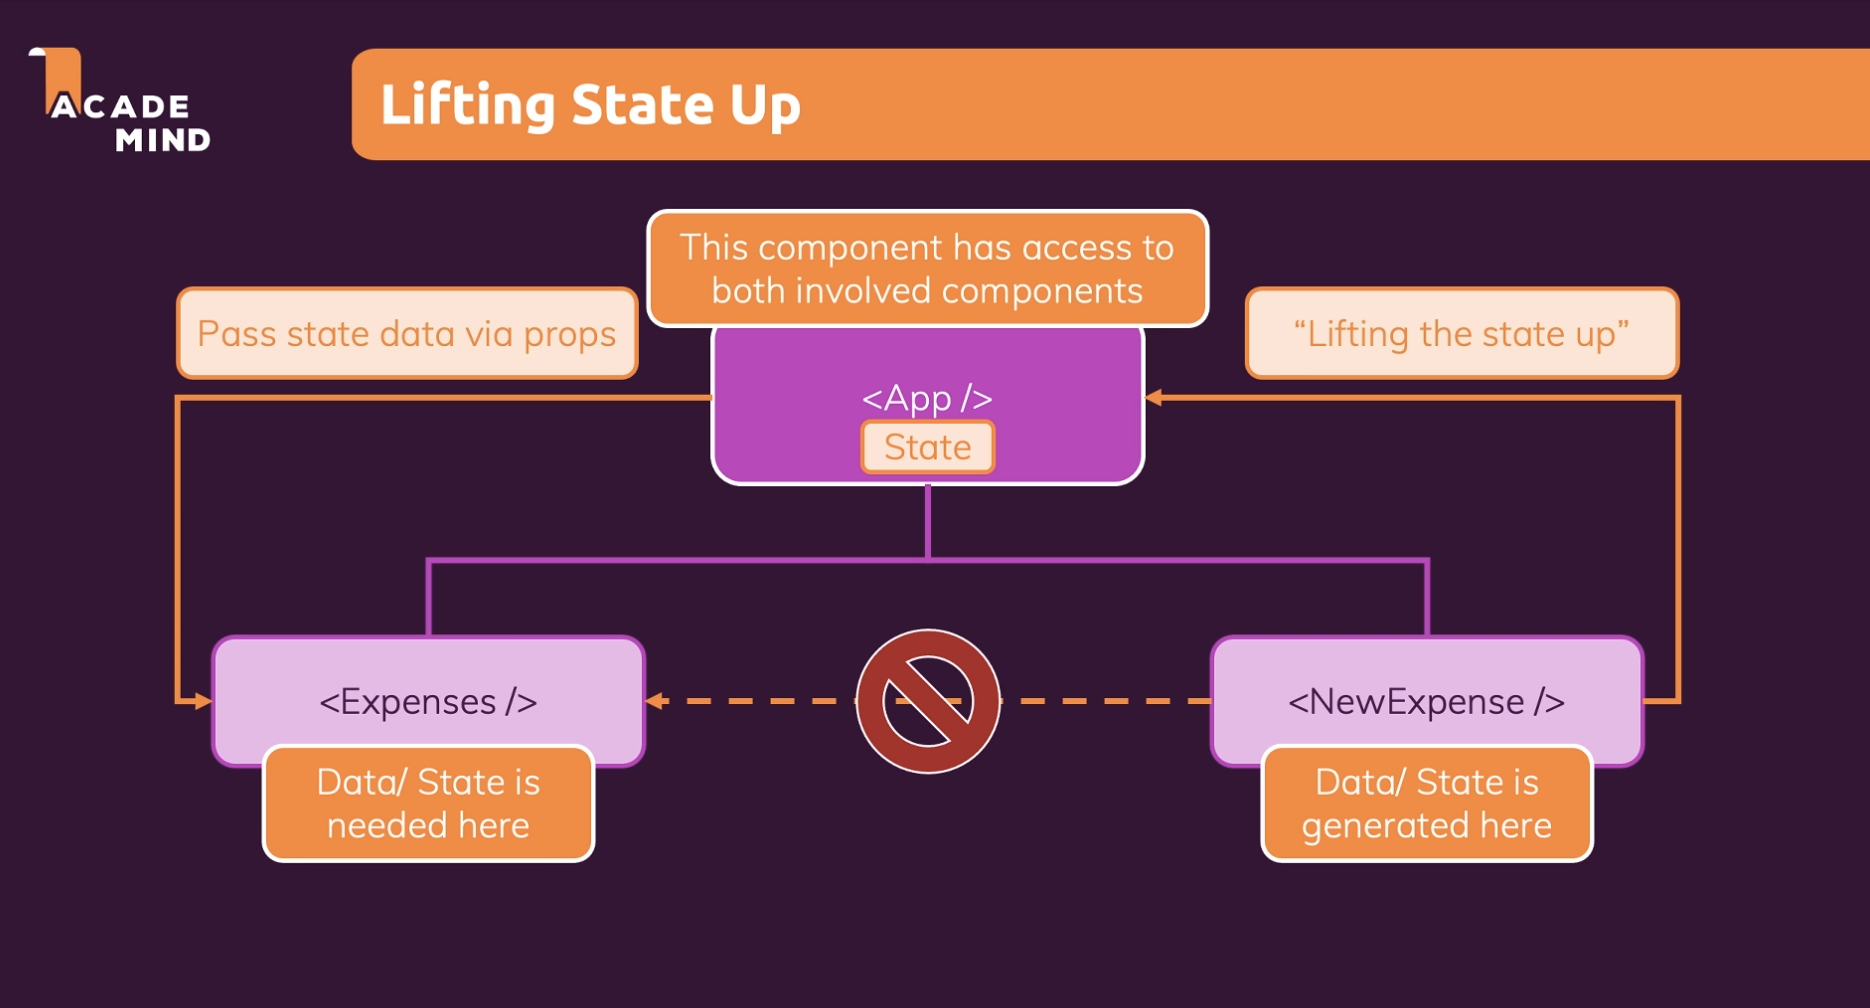 ACADE
MIND
Lifting State Up
This component has access to
both involved components
Pass state data via props
“Lifting the state up”
<App />
State
<Expenses />
<NewExpense />
Data/ State is
needed here
Data/ State is
generated here